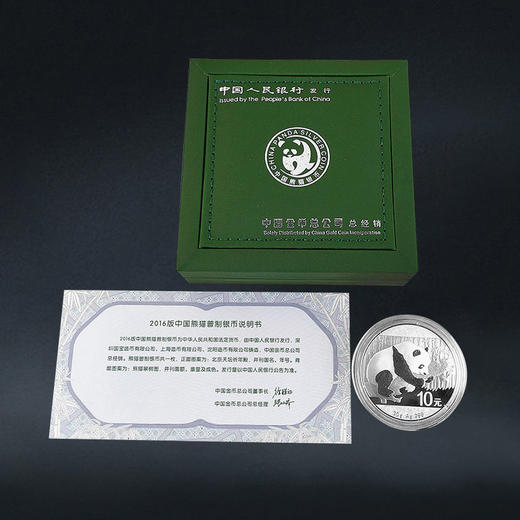 中国人民银行 发行
Issued by the People's Bank of China
CHINA PANDA SILVER COIN
中国熊猫银币
中国金币总公司 总经销
Solely Distributed by China Gold Coin Incorporation
2016版中国熊猫普制银币说明书
2016版中国熊猫普制银币为中华人民共和国法定货币，由中国人民银行发行，深
圳国宝造币有限公司、上海造币有限公司、沈阳造币有限公司铸造，中国金币总公司
总经销。熊猫普制银币共一枚，正面图案为：北京天坛祈年殿，并刊国名、年号。背
面图案为：熊猫攀树图，并刊面额、重量及成色。发行量以中国人民银行公告为准。
中国金币总公司董事长
中国金币总公司总经理
10元
30g Ag .999